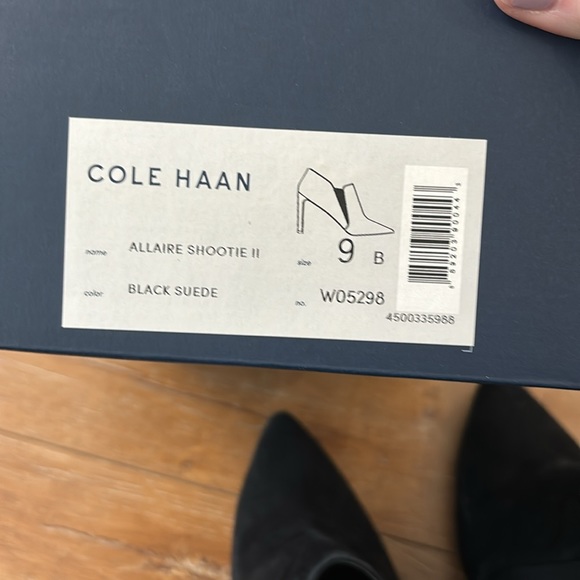 COLE HAAN
name ALLAIRE SHOOTIE II
size 9 B
color BLACK SUEDE
no. W05298
4500335988